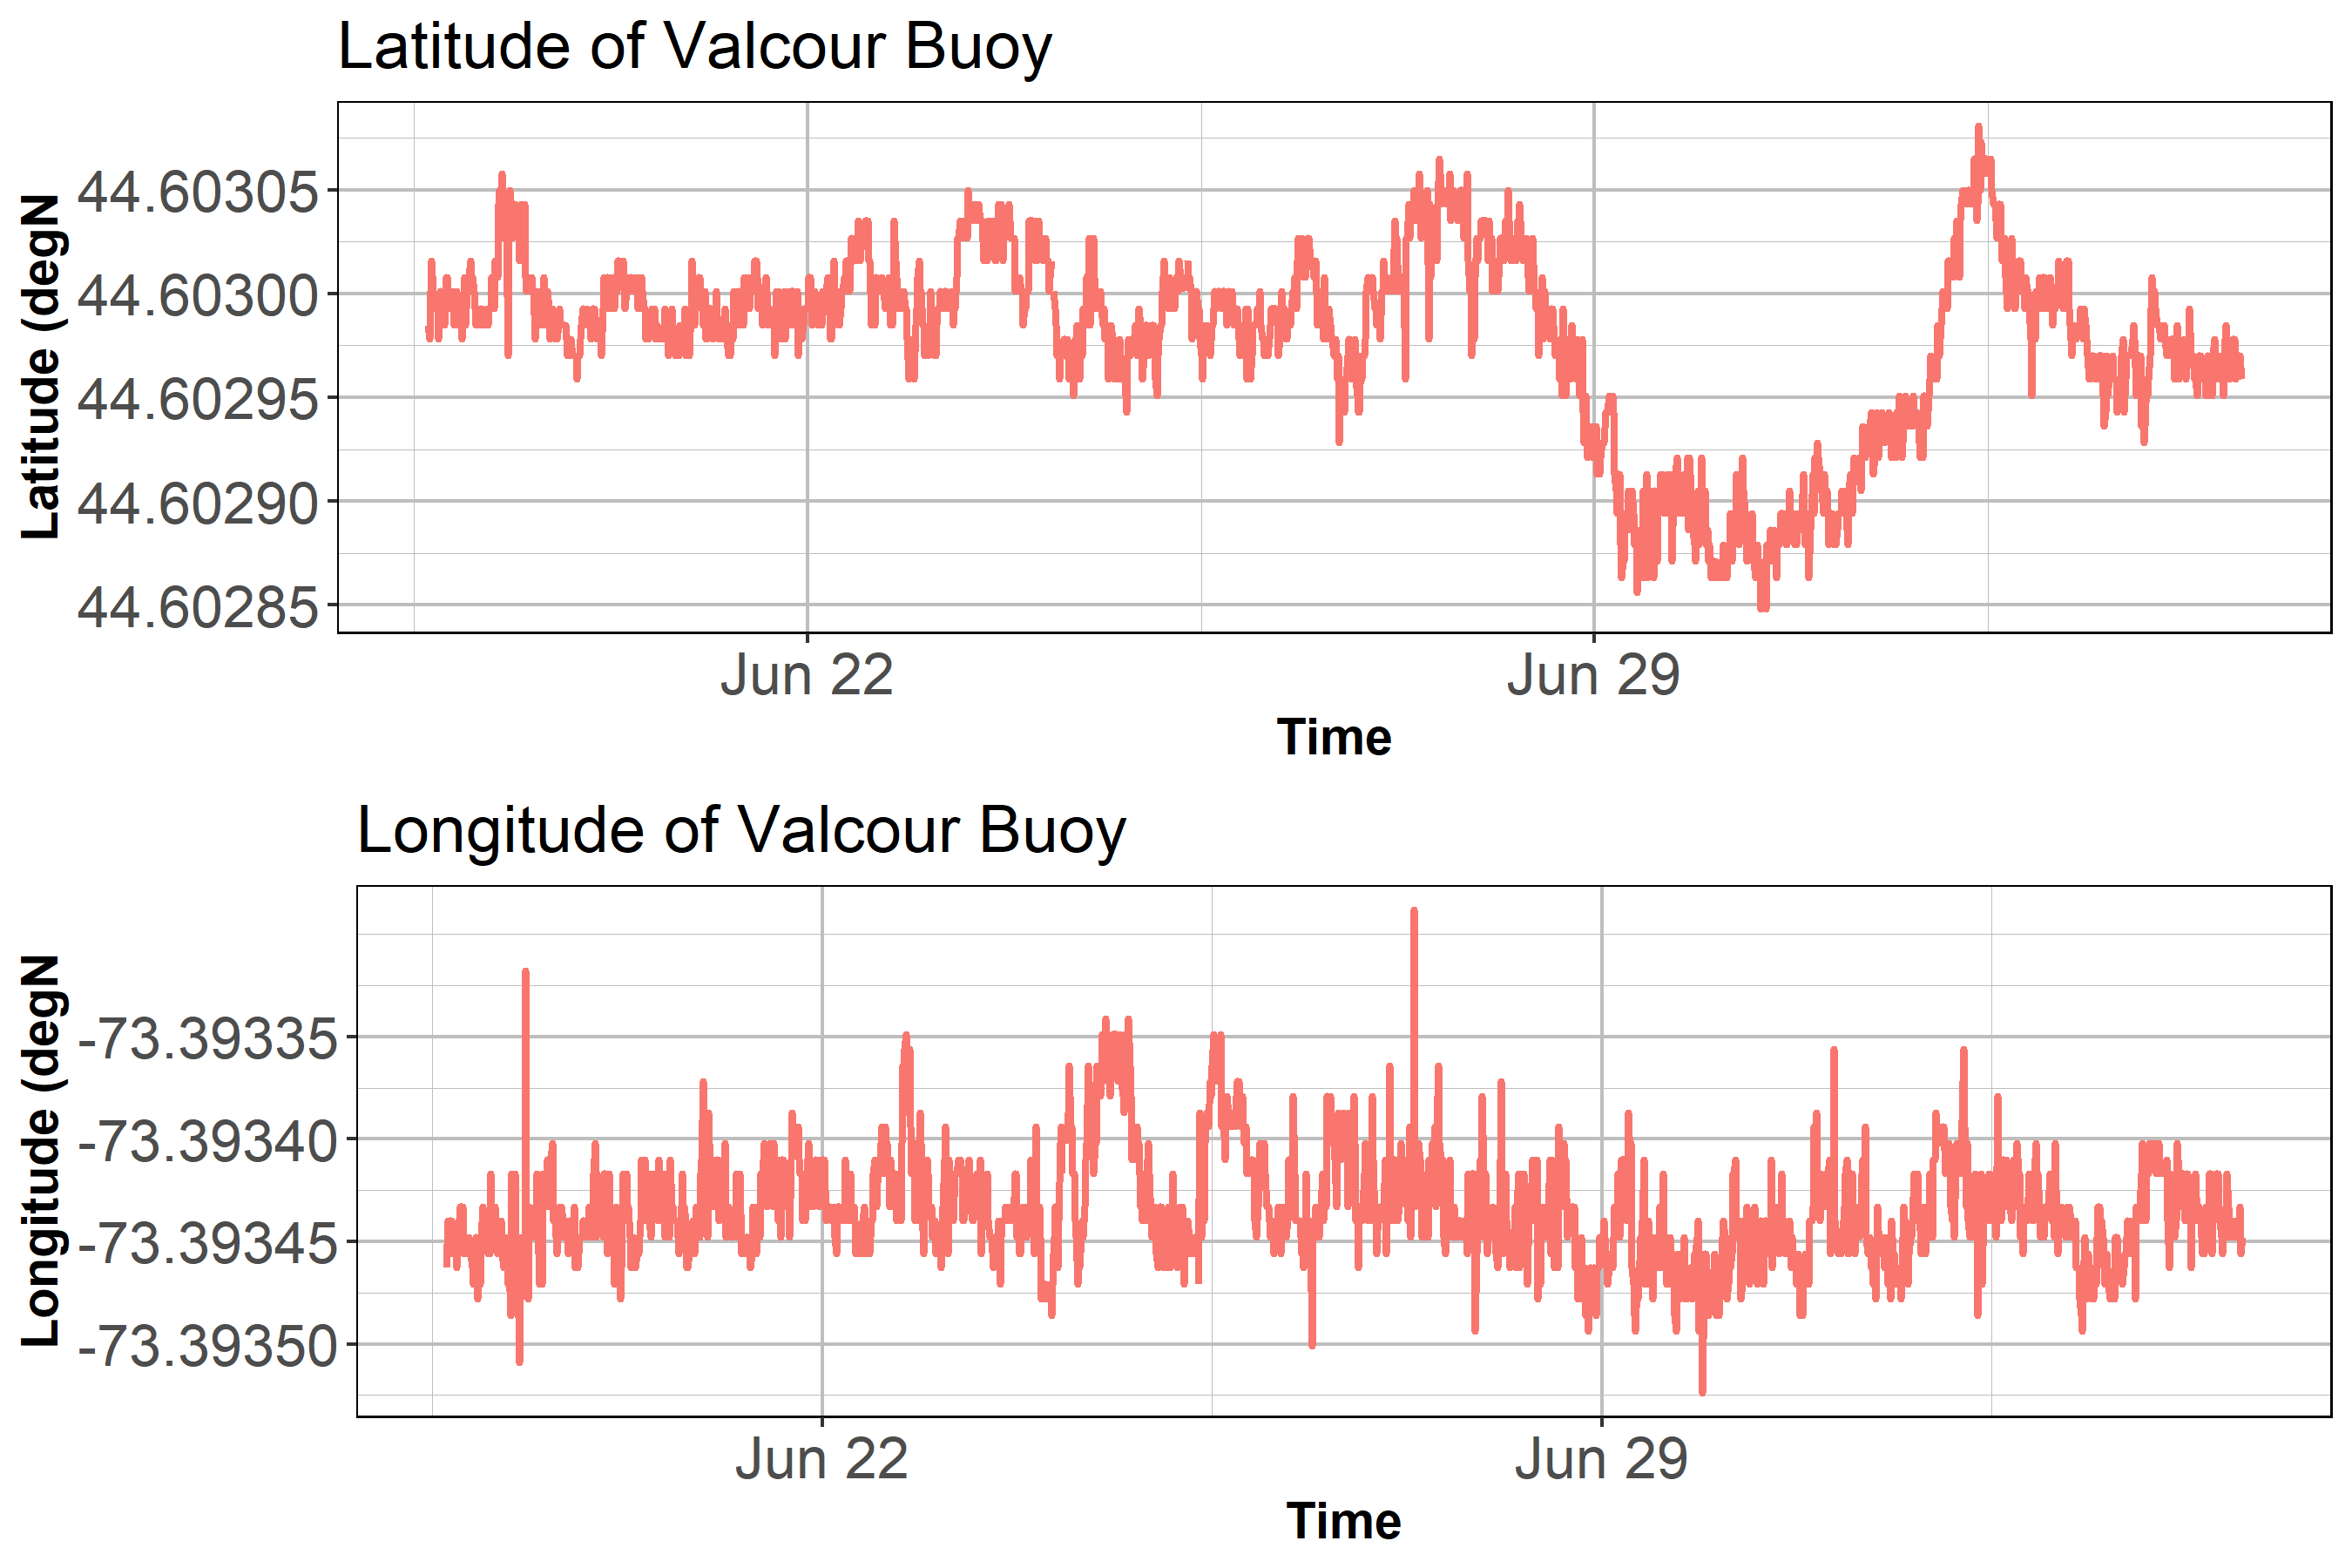 Latitude of Valcour Buoy
Latitude (degN
44.60305
44.60300
44.60295
44.60290
44.60285
Jun 22
Jun 29
Time
Longitude of Valcour Buoy
Longitude (degN
-73.39335
-73.39340
-73.39345
-73.39350
Jun 22
Jun 29
Time